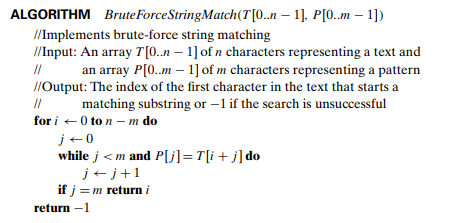 ALGORITHM BruteForceStringMatch(T[0..n − 1], P[0..m − 1])
//Implements brute-force string matching
//Input: An array T[0..n − 1] of n characters representing a text and
// an array P[0..m − 1] of m characters representing a pattern
//Output: The index of the first character in the text that starts a
// matching substring or −1 if the search is unsuccessful
for i ← 0 to n − m do
j ← 0
while j < m and P[j] = T[i + j] do
j ← j + 1
if j = m return i
return −1